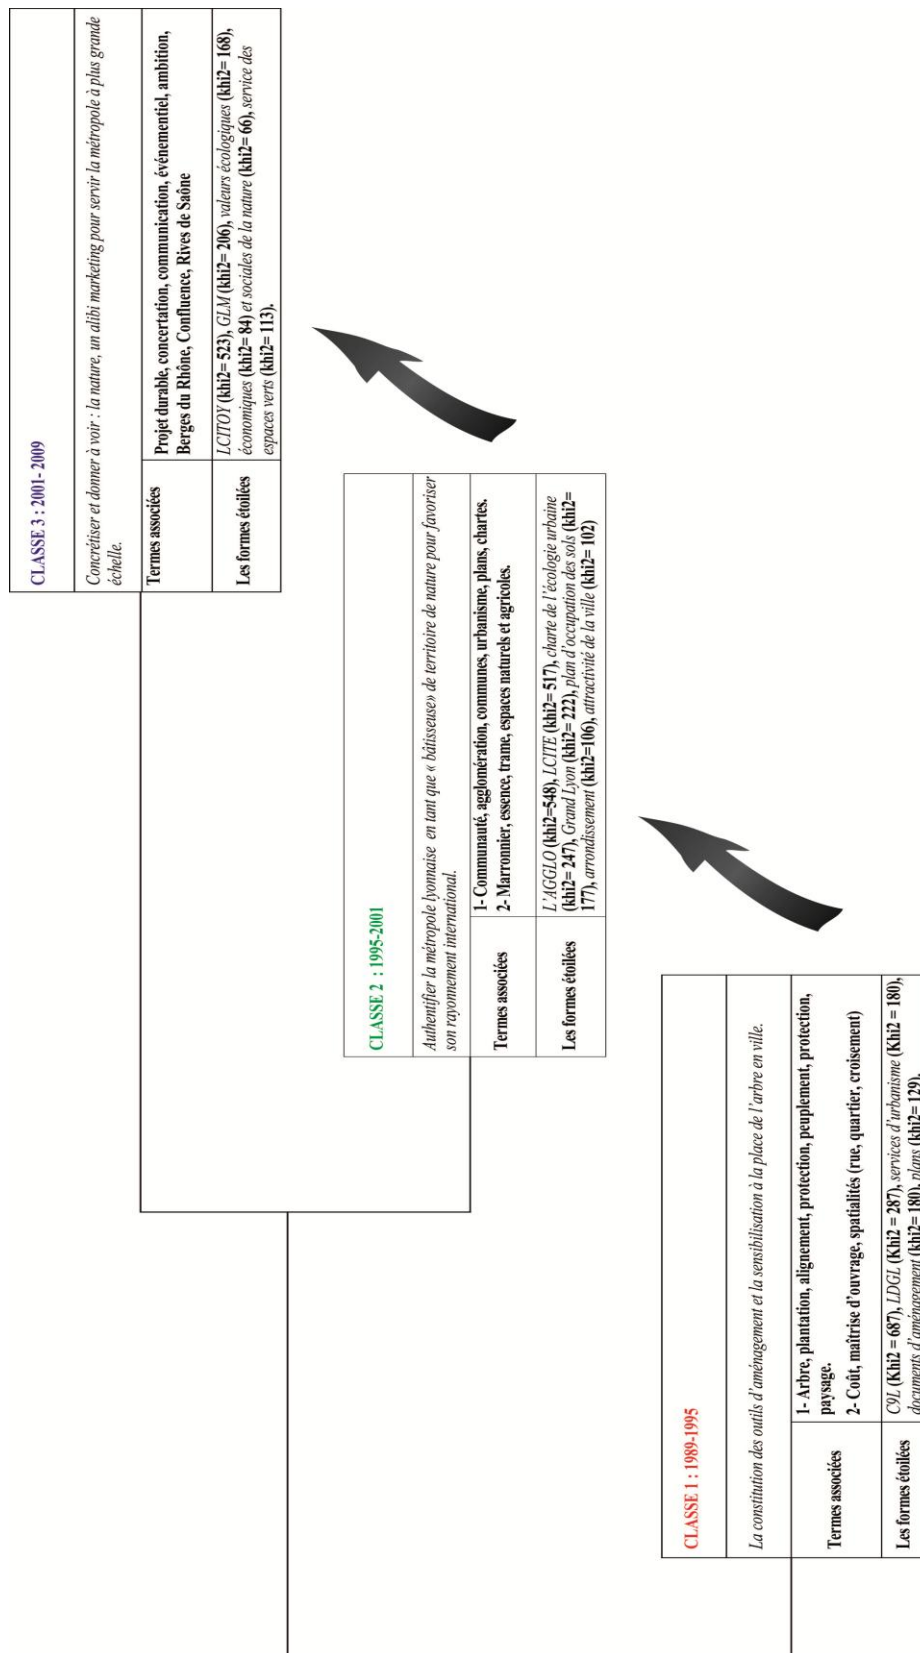 CLASSE 3 : 2001- 2009
Concrétiser et donner à voir : la nature, un alibi marketing pour servir la métropole à plus grande
échelle.
Termes associées
Projet durable, concertation, communication, événementiel, ambition,
Berges du Rhône, Confluence, Rives de Saône
Les formes étoilées
LCITOY (khi2= 523), GLM (khi2= 206), valeurs écologiques (khi2= 168),
économiques (khi2= 84) et sociales de la nature (khi2= 66), service des
espaces verts (khi2= 113).
CLASSE 2 : 1995-2001
Authentifier la métropole lyonnaise en tant que « bâtisseuse» de territoire de nature pour favoriser
son rayonnement international.
Termes associées
1- Communauté, agglomération, communes, urbanisme, plans, chartes.
2- Marronnier, essence, trame, espaces naturels et agricoles.
Les formes étoilées
L'AGGLO (khi2=548), LCITE (khi2= 517), charte de l'écologie urbaine
(khi2= 247), Grand Lyon (khi2= 222), plan d'occupation des sols (khi2=
177), arrondissement (khi2=106), attractivité de la ville (khi2= 102)
CLASSE 1 : 1989-1995
La constitution des outils d'aménagement et la sensibilisation à la place de l'arbre en ville.
Termes associées
1- Arbre, plantation, alignement, protection, peuplement, protection,
paysage.
2- Coût, maîtrise d'ouvrage, spatialités (rue, quartier, croisement)
Les formes étoilées
C9L (Khi2 = 687), LDGL (Khi2 = 287), services d'urbanisme (Khi2 = 180),
documents d'aménagement (khi2= 180), plans (khi2= 129).